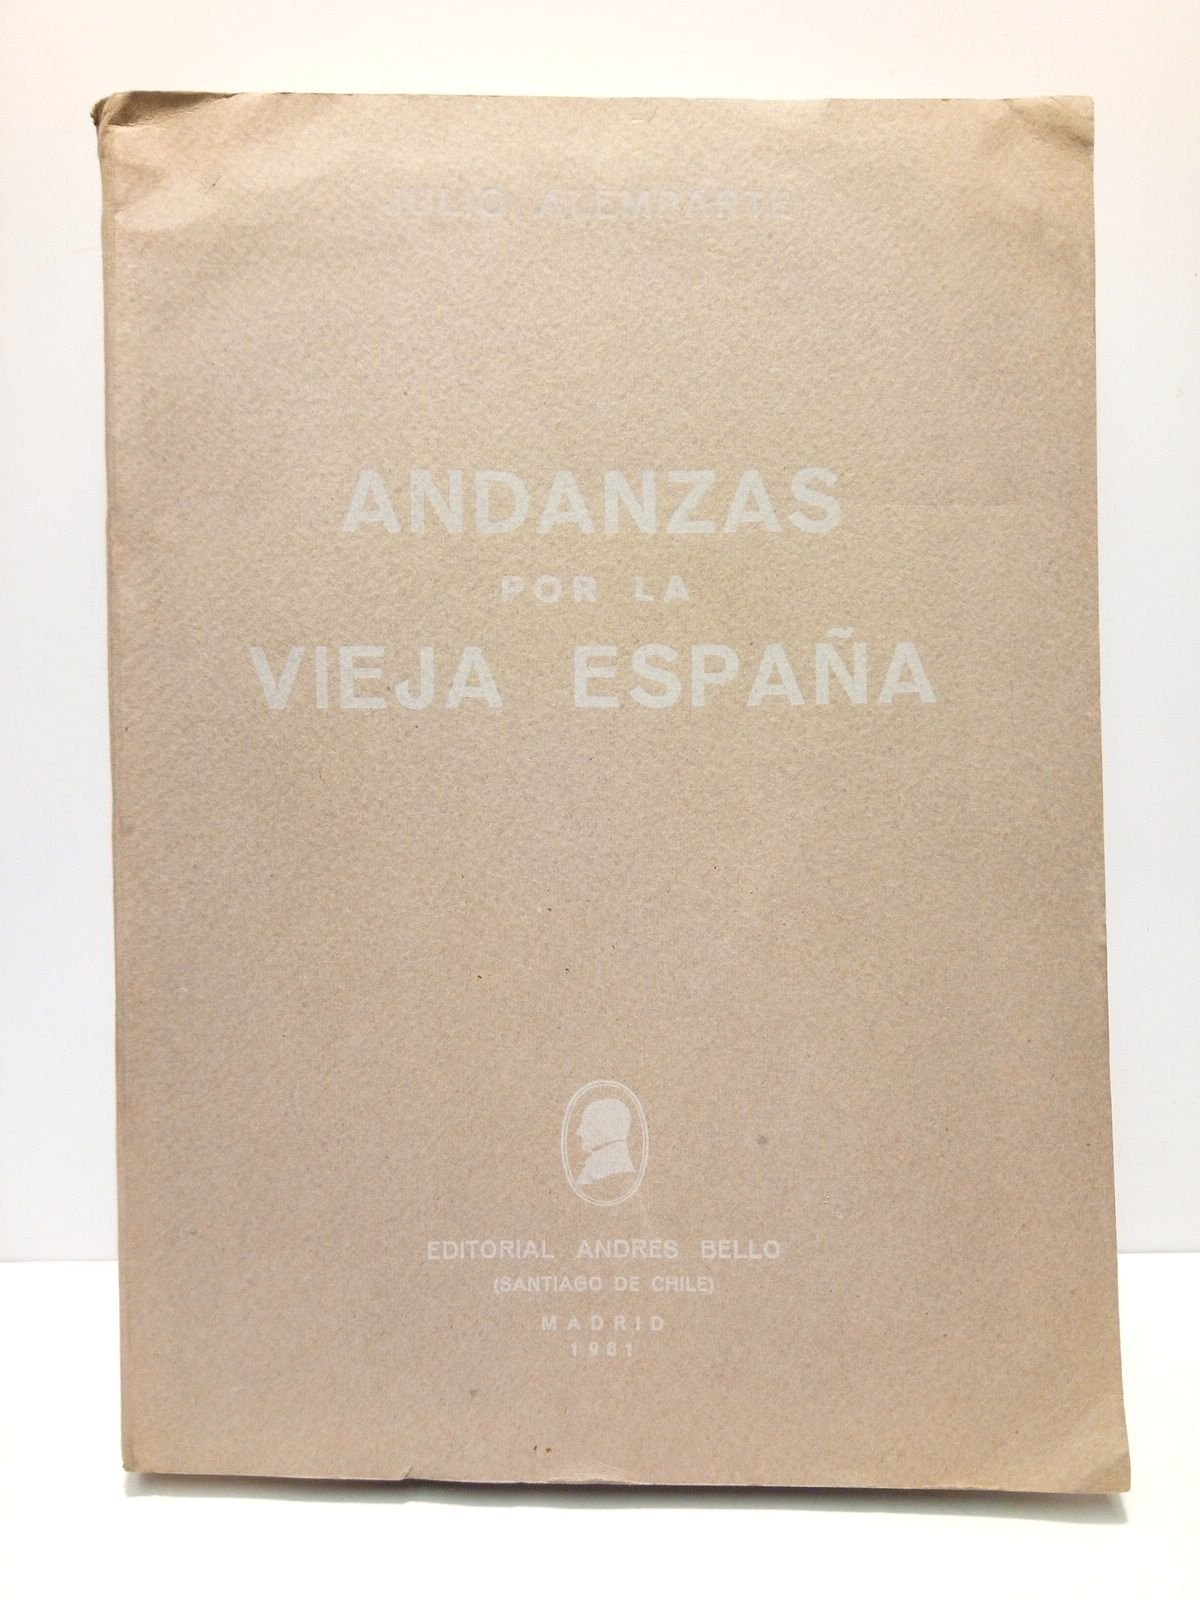 JULIO ALEMPARTE
ANDANZAS
POR LA
VIEJA ESPAÑA
EDITORIAL ANDRES BELLO
(SANTIAGO DE CHILE)
MADRID
1961